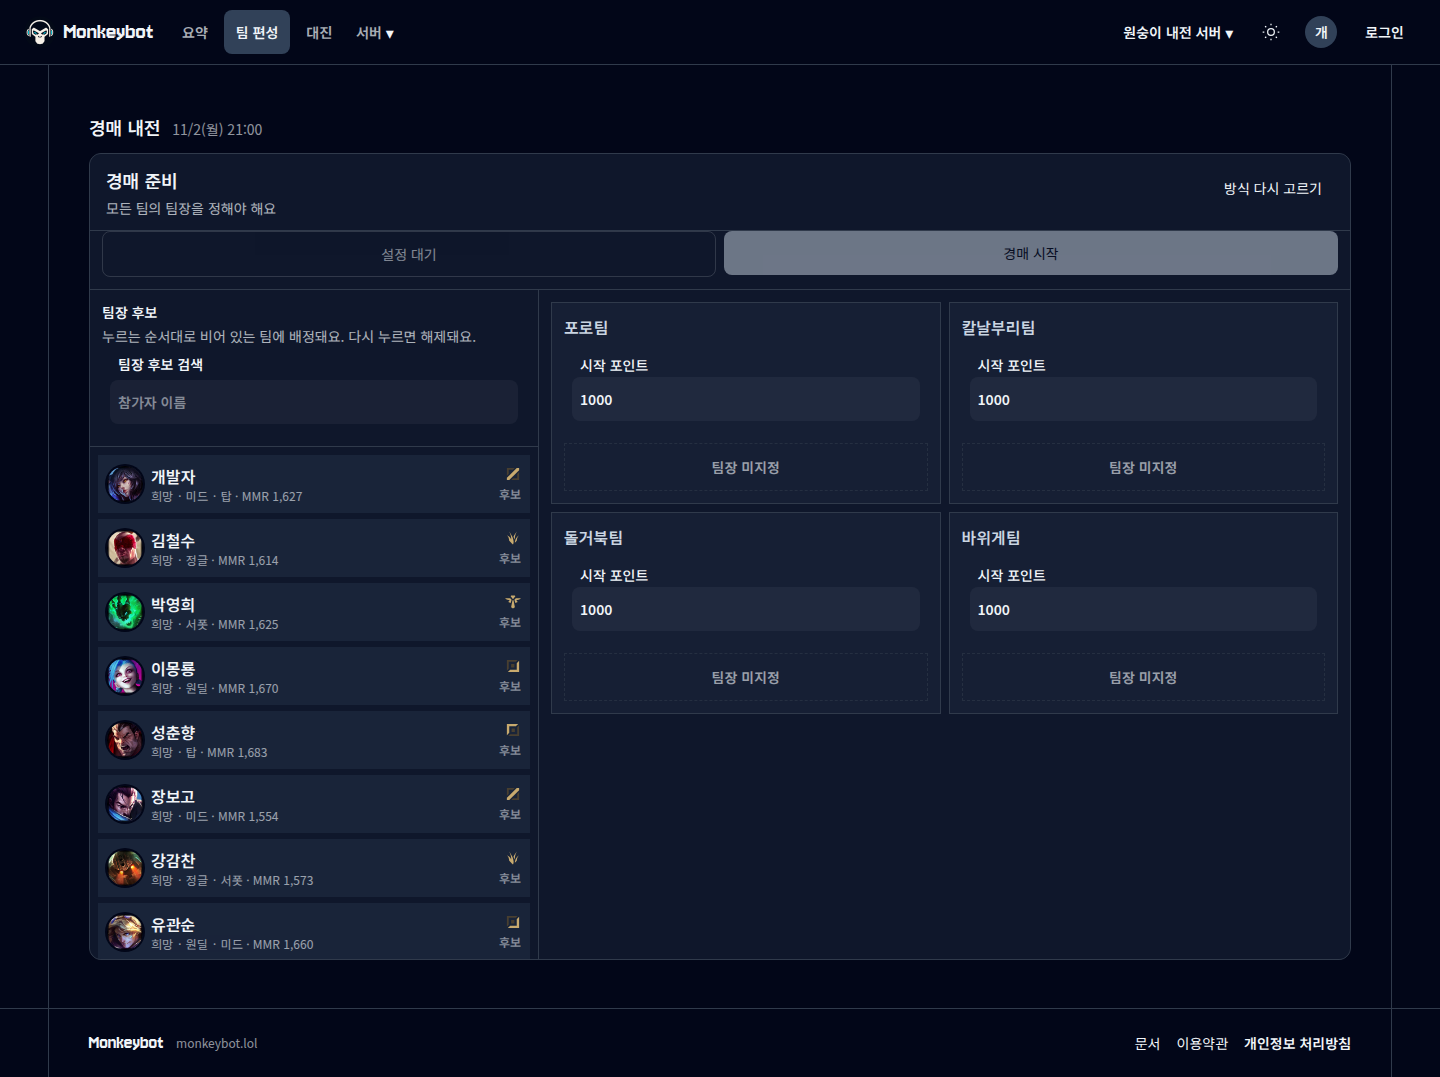 Monkeybot 요약 팀 편성 대진 서버 ▾ 원숭이 내전 서버 ▾ 개 로그인
경매 내전 11/2(월) 21:00
경매 준비
모든 팀의 팀장을 정해야 해요
방식 다시 고르기
설정 대기 경매 시작
팀장 후보
누르는 순서대로 비어 있는 팀에 배정돼요. 다시 누르면 해제돼요.
팀장 후보 검색
참가자 이름
개발자
희망 · 미드 · 탑 · MMR 1,627
후보
김철수
희망 · 정글 · MMR 1,614
후보
박영희
희망 · 서폿 · MMR 1,625
후보
이몽룡
희망 · 원딜 · MMR 1,670
후보
성춘향
희망 · 탑 · MMR 1,683
후보
장보고
희망 · 미드 · MMR 1,554
후보
강감찬
희망 · 정글 · 서폿 · MMR 1,573
후보
유관순
희망 · 원딜 · 미드 · MMR 1,660
후보
포로팀
시작 포인트
1000
팀장 미지정
칼날부리팀
시작 포인트
1000
팀장 미지정
돌거북팀
시작 포인트
1000
팀장 미지정
바위게팀
시작 포인트
1000
팀장 미지정
Monkeybot monkeybot.lol 문서 이용약관 개인정보 처리방침